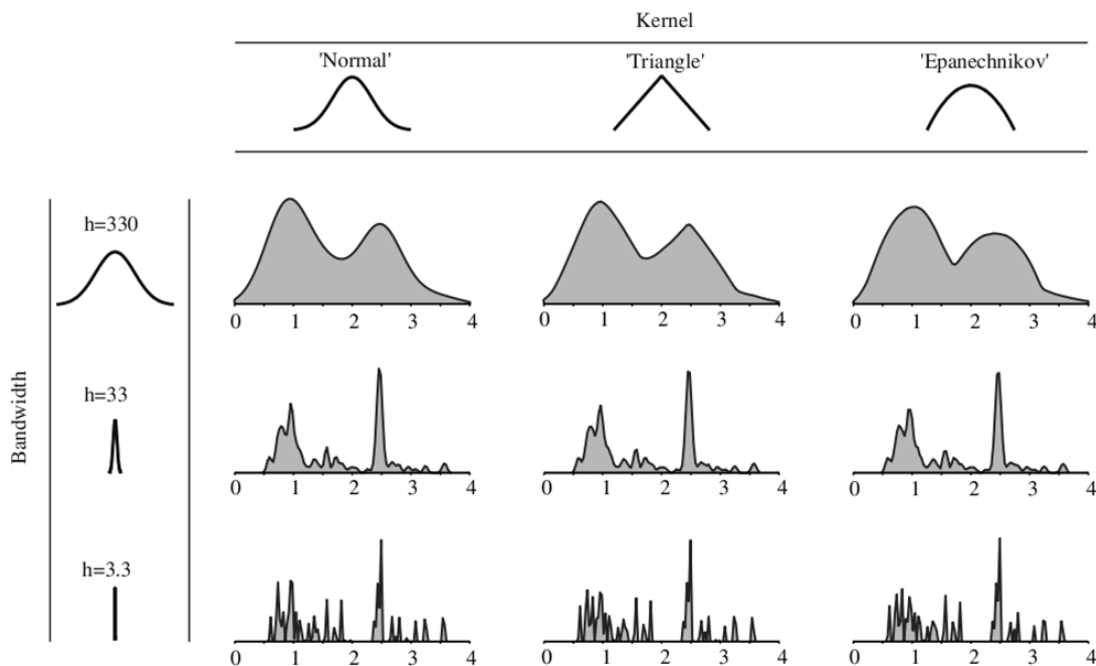 Kernel
'Normal' 'Triangle' 'Epanechnikov'
h=330
0 1 2 3 4 0 1 2 3 4 0 1 2 3 4
Bandwidth
h=33
0 1 2 3 4 0 1 2 3 4 0 1 2 3 4
h=3.3
0 1 2 3 4 0 1 2 3 4 0 1 2 3 4